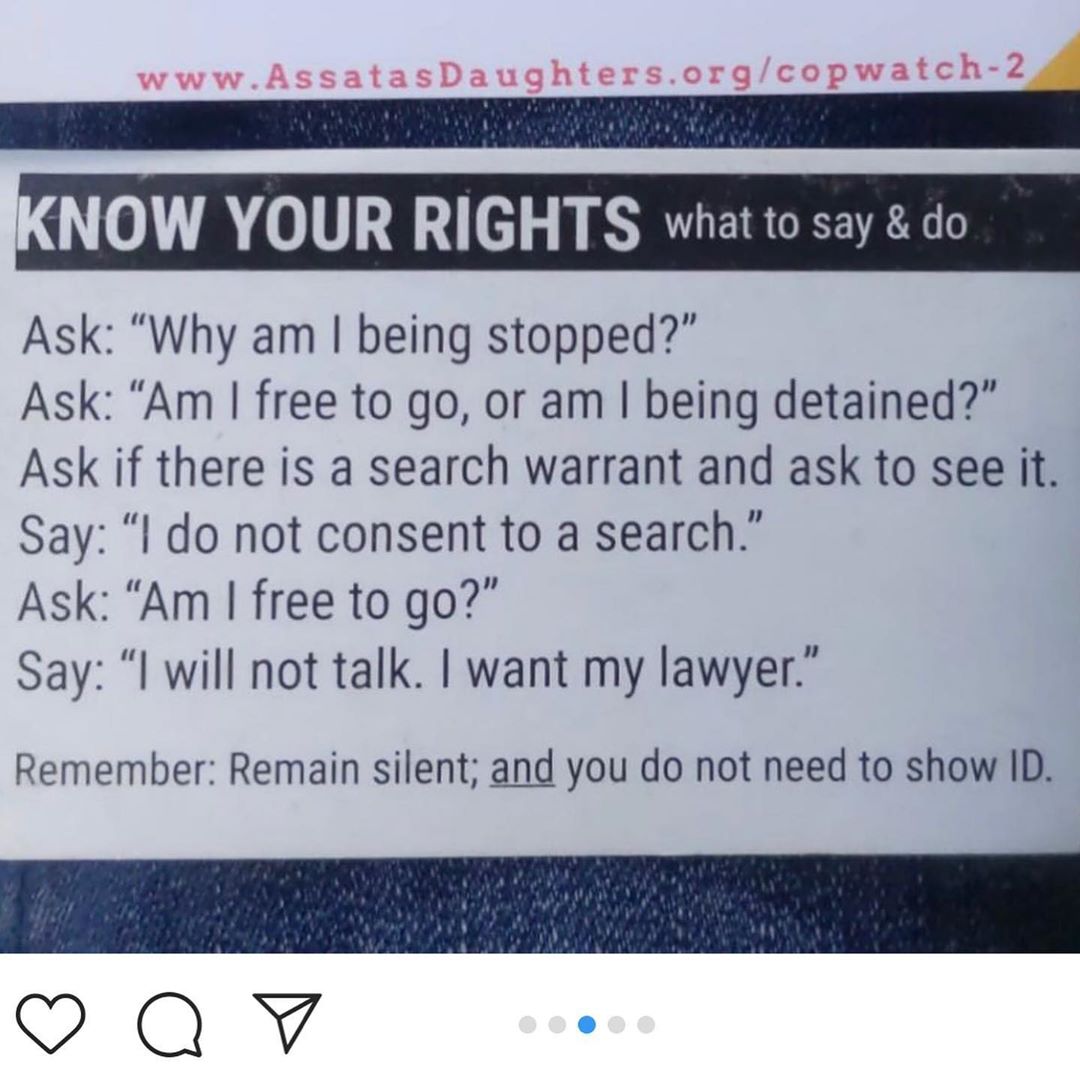 www.AssatasDaughters.org/copwatch-2
KNOW YOUR RIGHTS what to say & do
Ask: “Why am I being stopped?”
Ask: “Am I free to go, or am I being detained?”
Ask if there is a search warrant and ask to see it.
Say: “I do not consent to a search.”
Ask: “Am I free to go?”
Say: “I will not talk. I want my lawyer.”
Remember: Remain silent; and you do not need to show ID.